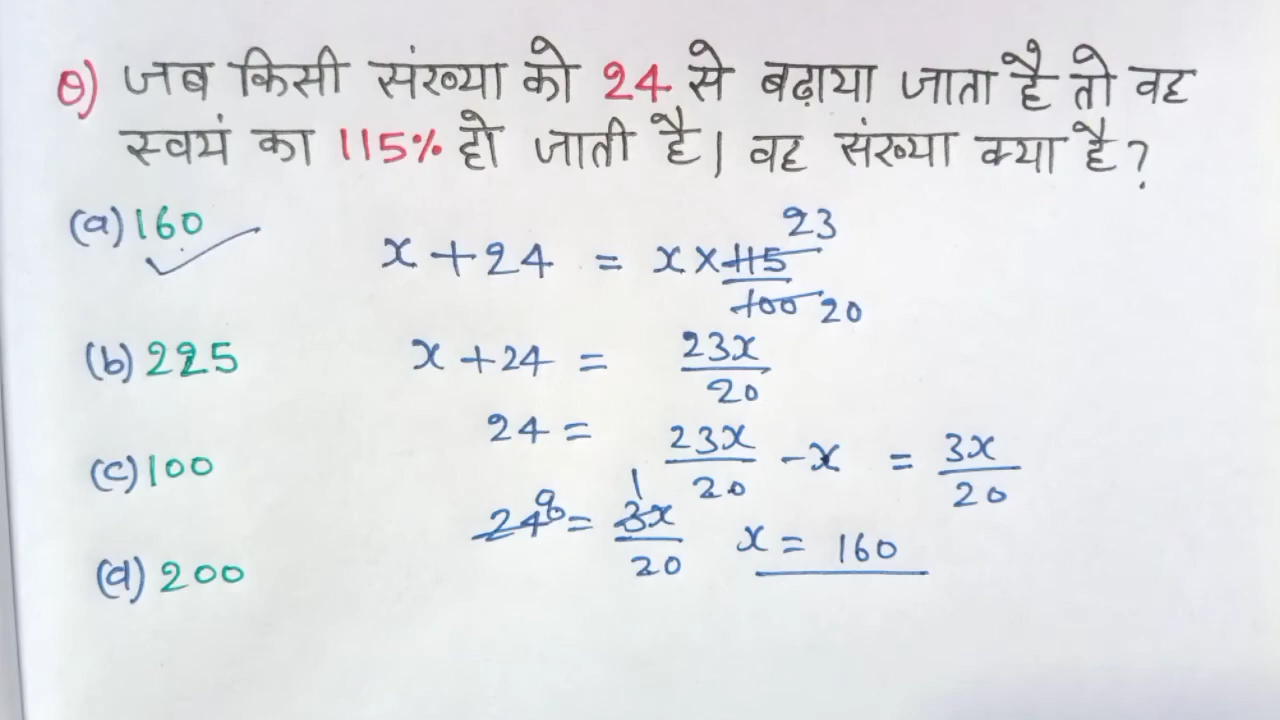 Q) जब किसी संख्या को 24 से बढ़ाया जाता है तो वह
स्वयं का 115% हो जाती है। वह संख्या क्या है?
(a) 160
x + 24 = x × 115/100 23 20
(b) 225
x + 24 = 23x/20
24 = 23x/20 - x = 3x/20
(c) 100
24 8 = 3x/20 1 x = 160
(d) 200